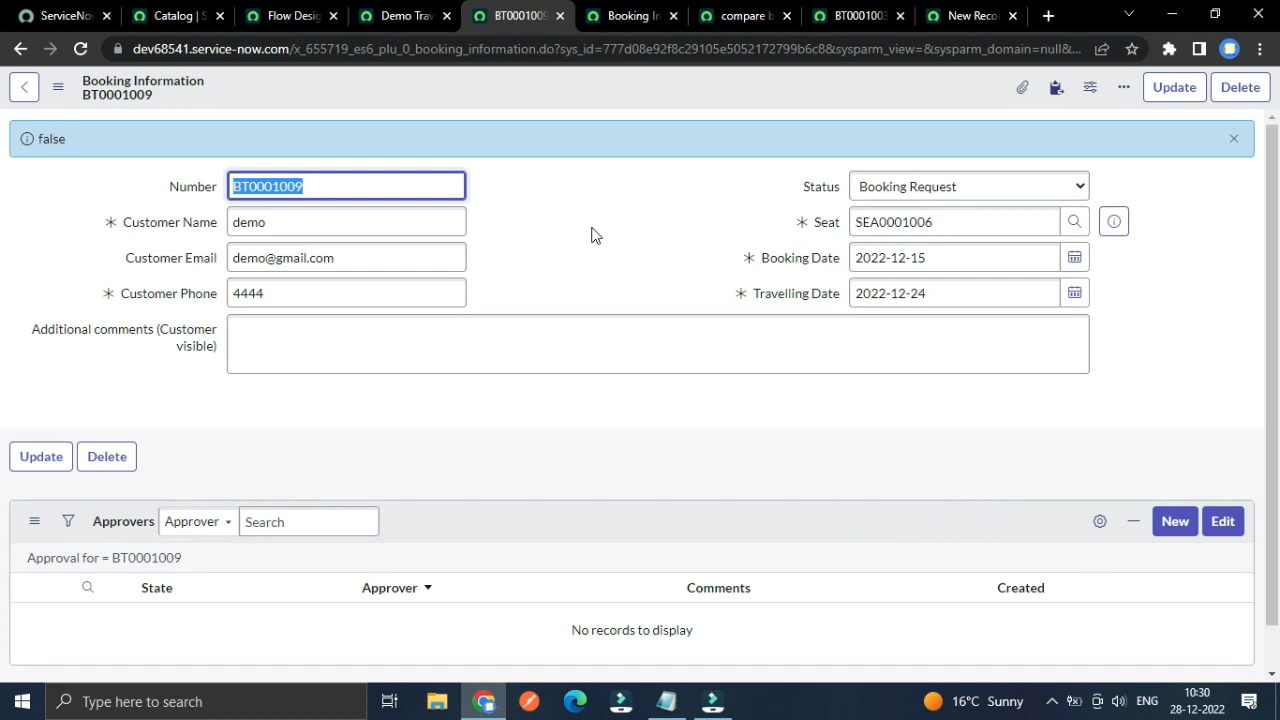 ServiceNov
Catalog | S
Flow Desig
Demo Trav
BT0001009
Booking In
compare b
BT0001003
New Recor
dev68541.service-now.com/x_655719_es6_plu_0_booking_information.do?sys_id=777d08e92f8c29105e5052172799b6c8&sysparm_view=&sysparm_domain=null&...
Booking Information
BT0001009
Update
Delete
false
Number
BT0001009
Status
Booking Request
Customer Name
demo
Seat
SEA0001006
Customer Email
demo@gmail.com
Booking Date
2022-12-15
Customer Phone
4444
Travelling Date
2022-12-24
Additional comments (Customer
visible)
Update
Delete
Approvers
Approver
Search
New
Edit
Approval for = BT0001009
State
Approver
Comments
Created
No records to display
Type here to search
16°C Sunny
ENG
10:30
28-12-2022